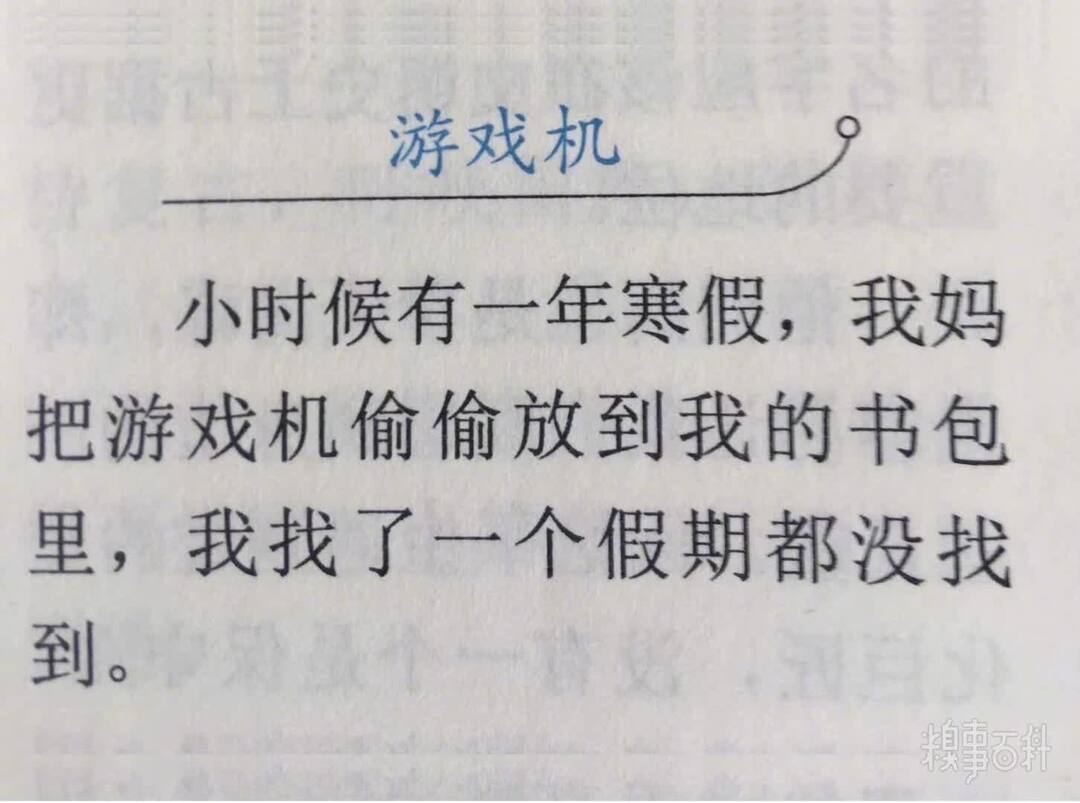 游戏机
小时候有一年寒假，我妈
把游戏机偷偷放到我的书包
里，我找了一个假期都没找
到。
糗事百科